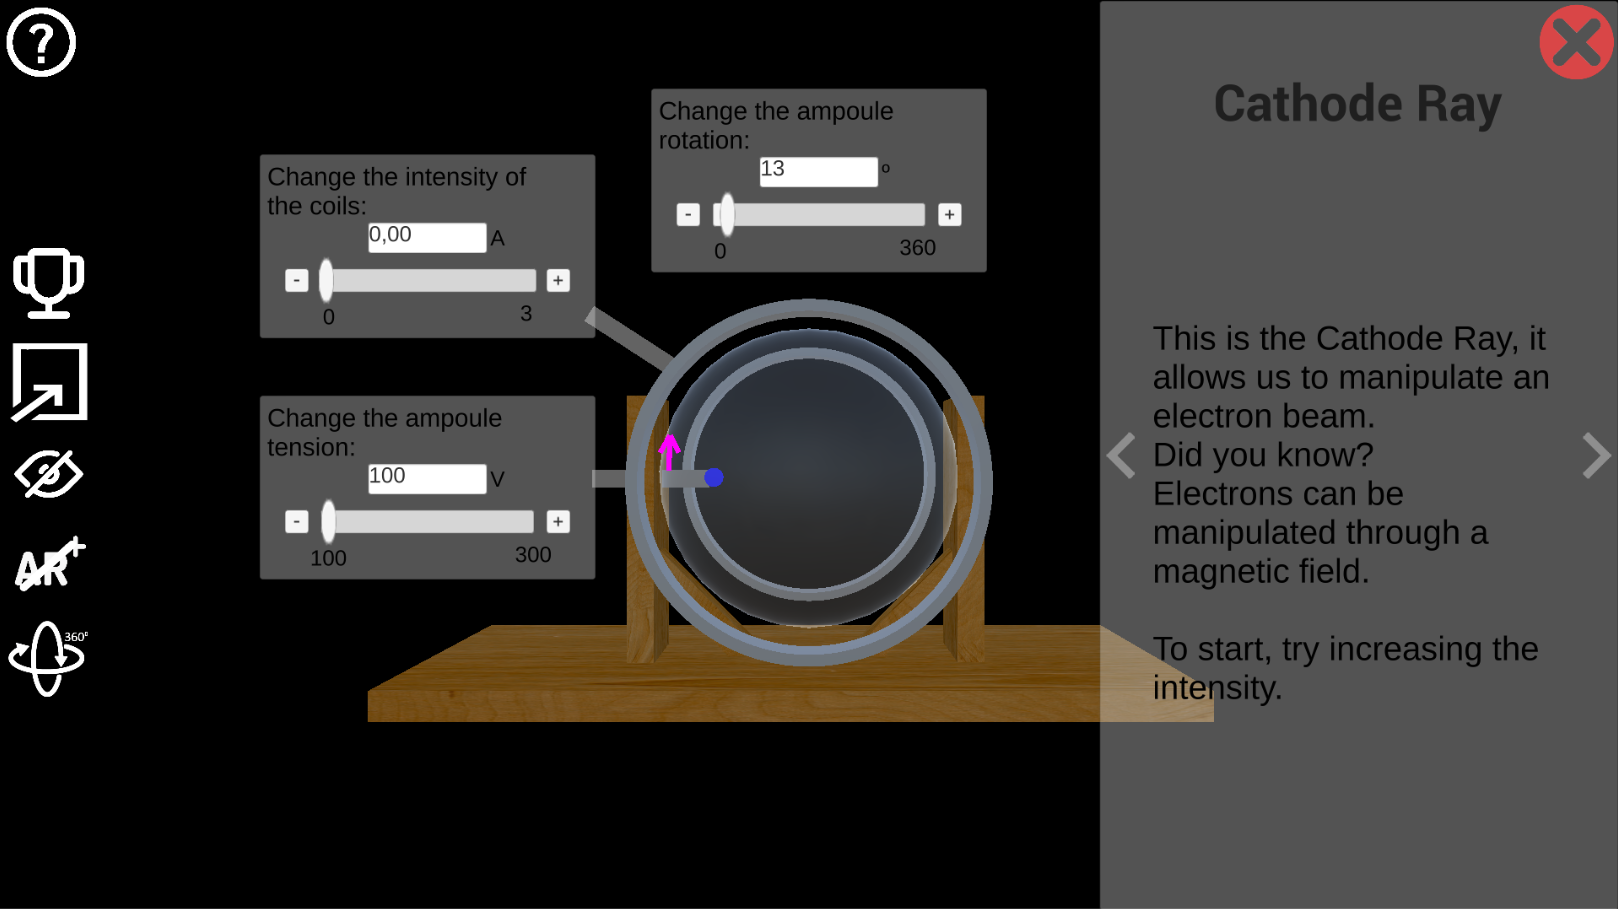 ?
Change the ampoule
rotation:
13 º
- +
0 360
Change the intensity of
the coils:
0,00 A
- +
0 3
Change the ampoule
tension:
100 V
- +
100 300
AR+
360º
Cathode Ray
This is the Cathode Ray, it
allows us to manipulate an
electron beam.
Did you know?
Electrons can be
manipulated through a
magnetic field.
To start, try increasing the
intensity.